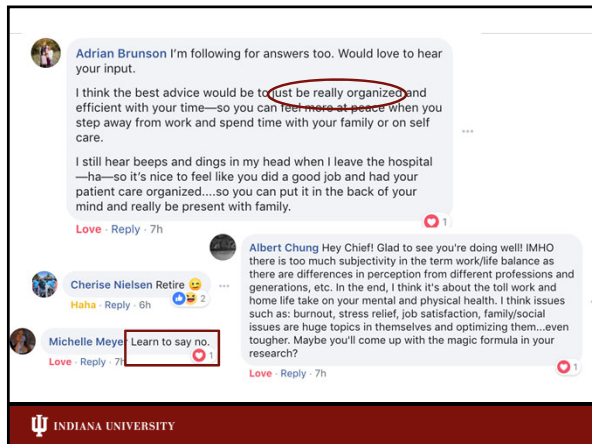 Adrian Brunson I'm following for answers too. Would love to hear
your input.
I think the best advice would be to just be really organized and
efficient with your time—so you can feel more at peace when you
step away from work and spend time with your family or on self
care.
I still hear beeps and dings in my head when I leave the hospital
—ha—so it's nice to feel like you did a good job and had your
patient care organized....so you can put it in the back of your
mind and really be present with family.
1
Love · Reply · 7h
Albert Chung Hey Chief! Glad to see you're doing well! IMHO
there is too much subjectivity in the term work/life balance as
there are differences in perception from different professions and
generations, etc. In the end, I think it's about the toll work and
home life take on your mental and physical health. I think issues
such as: burnout, stress relief, job satisfaction, family/social
issues are huge topics in themselves and optimizing them...even
tougher. Maybe you'll come up with the magic formula in your
research?
1
Love · Reply · 7h
Cherise Nielsen Retire 😉
2
Haha · Reply · 6h
Michelle Meyer Learn to say no.
1
Love · Reply · 7h
INDIANA UNIVERSITY